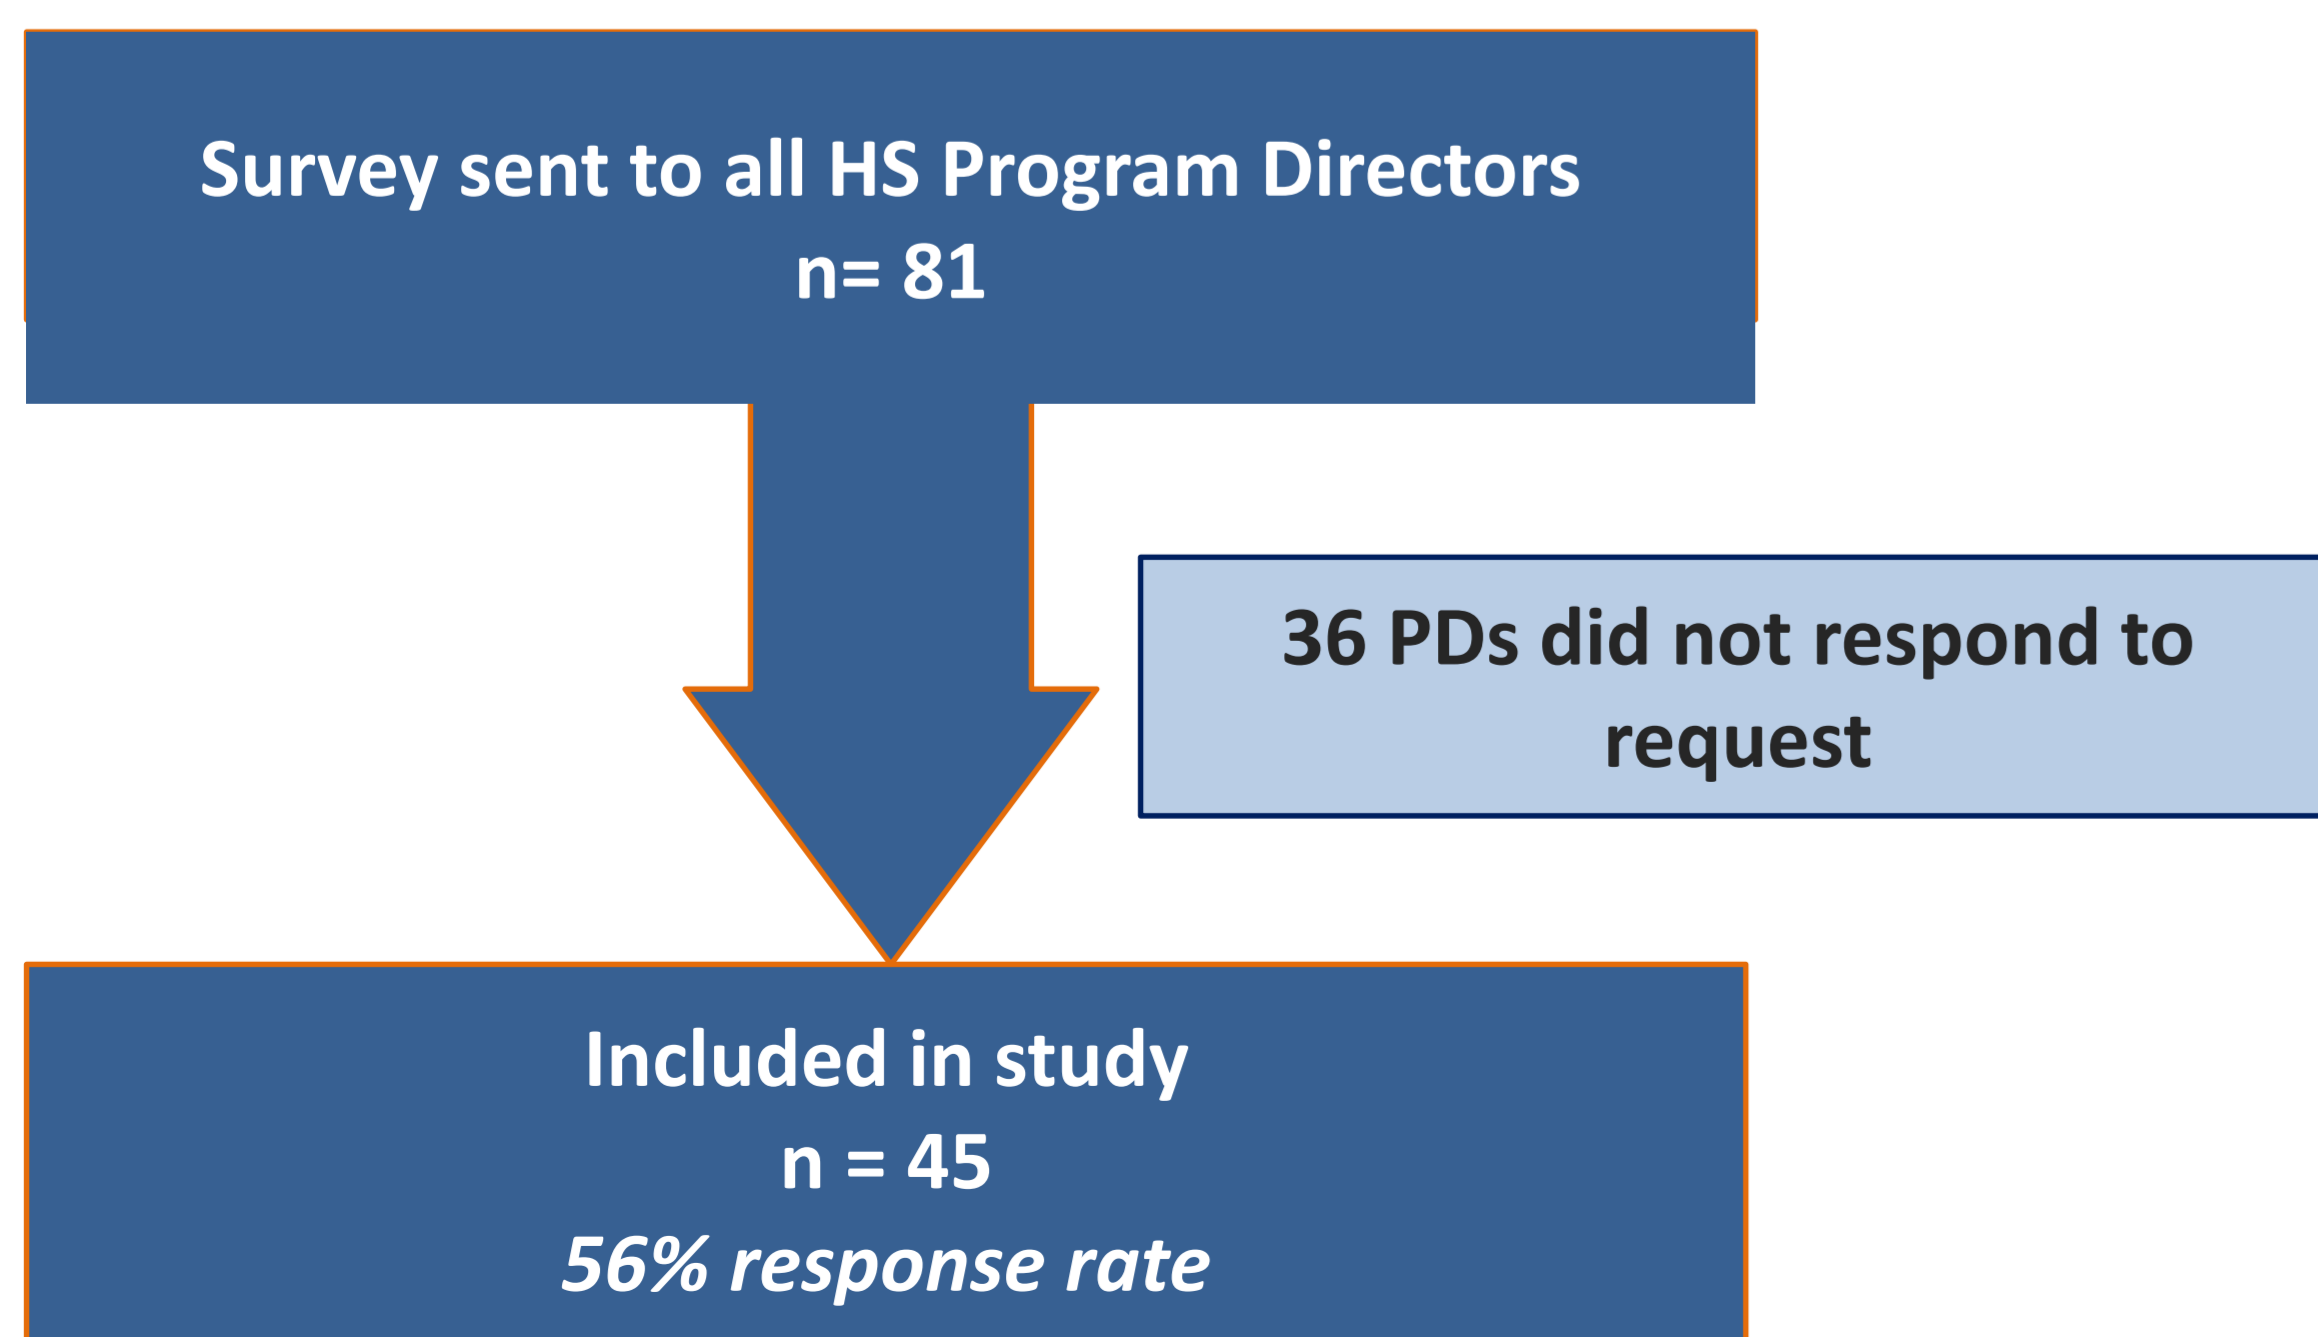 Survey sent to all HS Program Directors
n= 81
36 PDs did not respond to
request
Included in study
n = 45
56% response rate